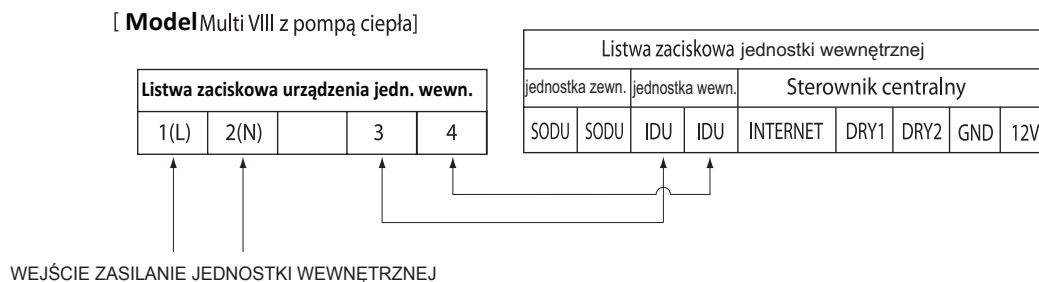 [ Model Multi VIII z pompą ciepła]
Listwa zaciskowa urządzenia jedn. wewn.
1(L) 2(N) 3 4
Listwa zaciskowa jednostki wewnętrznej
jednostka zewn. jednostka wewn. Sterownik centralny
SODU SODU IDU IDU INTERNET DRY1 DRY2 GND 12V
WEJŚCIE ZASILANIE JEDNOSTKI WEWNĘTRZNEJ